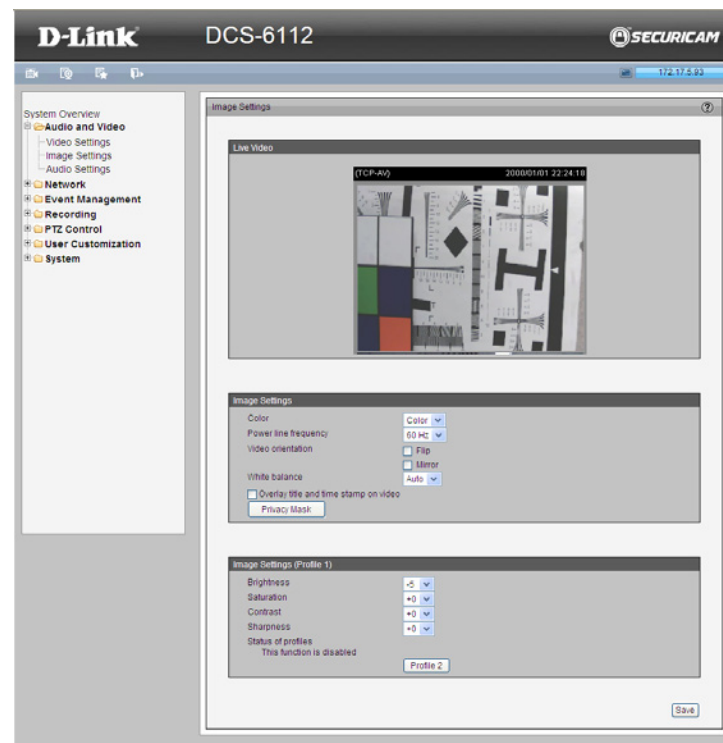 D-Link
DCS-6112
SECURICAM
172.17.5.93
System Overview
Audio and Video
Video Settings
Image Settings
Audio Settings
Network
Event Management
Recording
PTZ Control
User Customization
System
Image Settings
Live Video
(TCP-AV) 2000/01/01 22:24:18
Image Settings
Color Color
Power line frequency 60 Hz
Video orientation Flip
Mirror
White balance Auto
Overlay title and time stamp on video
Privacy Mask
Image Settings (Profile 1)
Brightness -5
Saturation +0
Contrast +0
Sharpness +0
Status of profiles
This function is disabled
Profile 2
Save